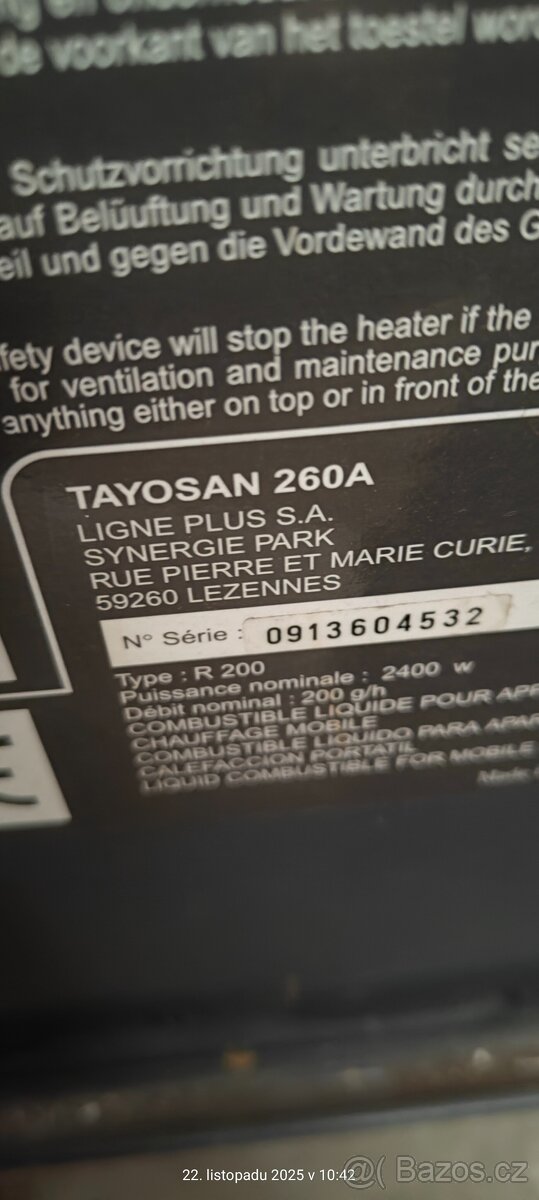 de voorkant van het toestel
Schutzvorrichtung unterbricht se
auf Belüuftung und Wartung durch
eil und gegen die Vordewand des G
fety device will stop the heater if the
for ventilation and maintenance pur
anything either on top or in front of the
TAYOSAN 260A
LIGNE PLUS S.A.
SYNERGIE PARK
RUE PIERRE ET MARIE CURIE,
59260 LEZENNES
N° Série : 0913604532
Type : R 200
Puissance nominale : 2400 w
Débit nominal : 200 g/h
COMBUSTIBLE LIQUIDE POUR APP
CHAUFFAGE MOBILE
COMBUSTIBLE LIQUIDO PARA APAR
CALEFACCION PORTATIL
LIQUID COMBUSTIBLE FOR MOBILE
Made
22. listopadu 2025 v 10:42
Bazos.cz